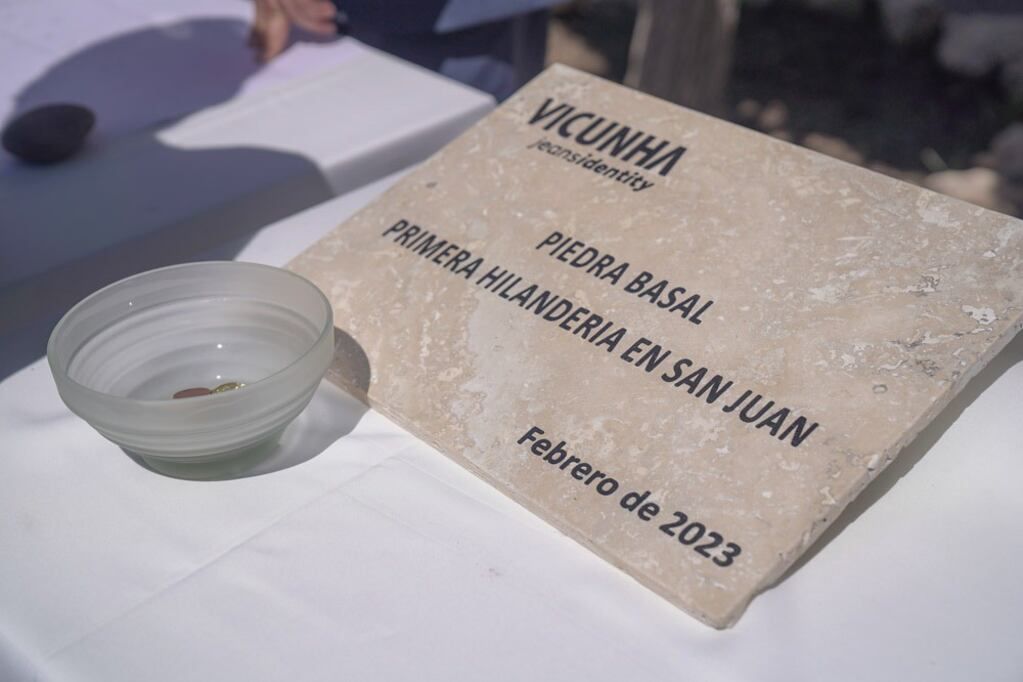 VICUNHA
jeansidentity
PIEDRA BASAL
PRIMERA HILANDERIA EN SAN JUAN
Febrero de 2023